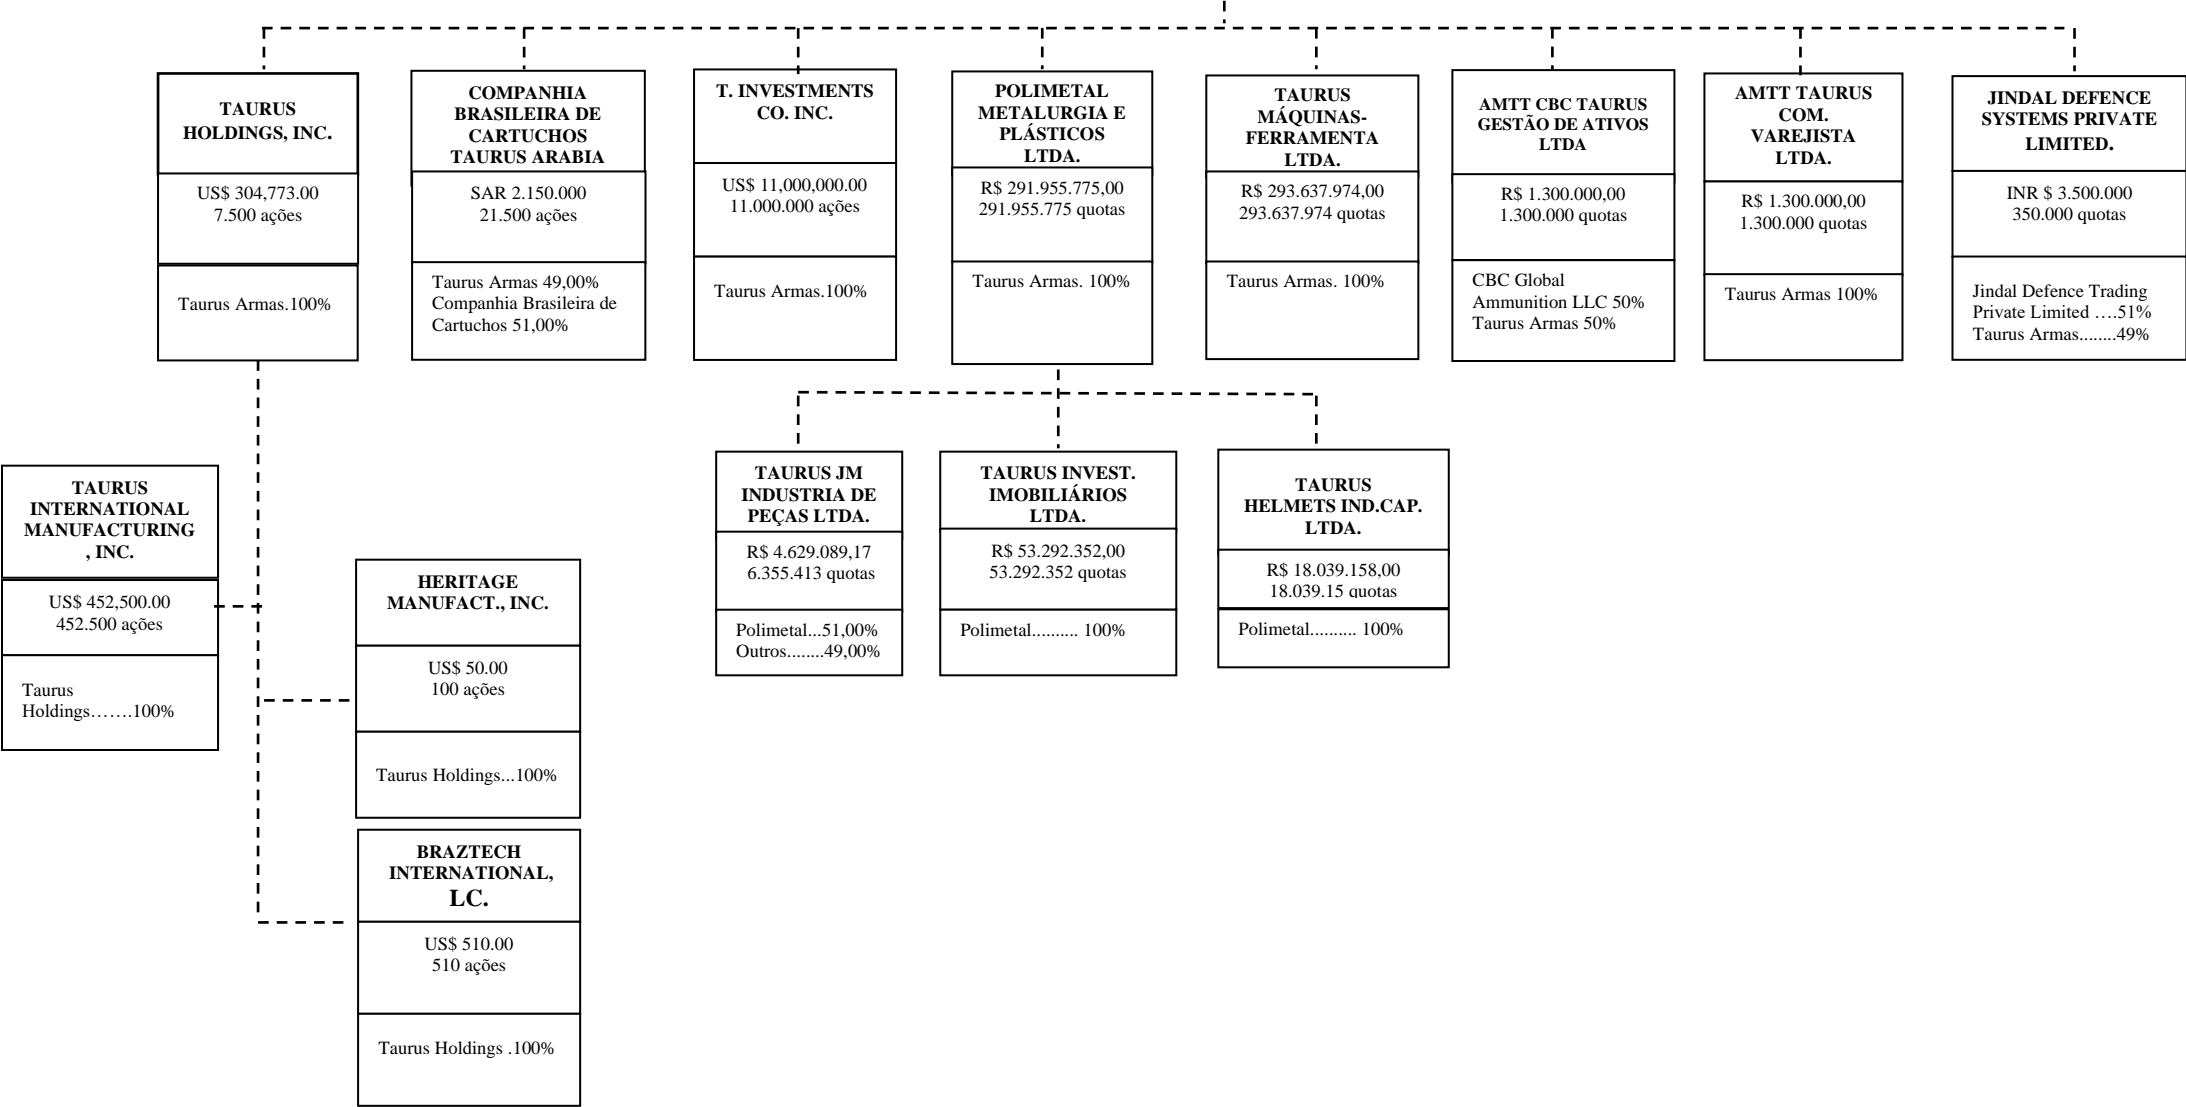 TAURUS
HOLDINGS, INC.
US$ 304,773.00
7.500 ações
Taurus Armas.100%
COMPANHIA
BRASILEIRA DE
CARTUCHOS
TAURUS ARABIA
SAR 2.150.000
21.500 ações
Taurus Armas 49,00%
Companhia Brasileira de
Cartuchos 51,00%
T. INVESTMENTS
CO. INC.
US$ 11,000,000.00
11.000.000 ações
Taurus Armas.100%
POLIMETAL
METALURGIA E
PLÁSTICOS
LTDA.
R$ 291.955.775,00
291.955.775 quotas
Taurus Armas. 100%
TAURUS
MÁQUINAS-
FERRAMENTA
LTDA.
R$ 293.637.974,00
293.637.974 quotas
Taurus Armas. 100%
AMTT CBC TAURUS
GESTÃO DE ATIVOS
LTDA
R$ 1.300.000,00
1.300.000 quotas
CBC Global
Ammunition LLC 50%
Taurus Armas 50%
AMTT TAURUS
COM.
VAREJISTA
LTDA.
R$ 1.300.000,00
1.300.000 quotas
Taurus Armas 100%
JINDAL DEFENCE
SYSTEMS PRIVATE
LIMITED.
INR $ 3.500.000
350.000 quotas
Jindal Defence Trading
Private Limited ….51%
Taurus Armas........49%
TAURUS
INTERNATIONAL
MANUFACTURING
, INC.
US$ 452,500.00
452.500 ações
Taurus
Holdings…….100%
HERITAGE
MANUFACT., INC.
US$ 50.00
100 ações
Taurus Holdings...100%
BRAZTECH
INTERNATIONAL,
LC.
US$ 510.00
510 ações
Taurus Holdings .100%
TAURUS JM
INDUSTRIA DE
PEÇAS LTDA.
R$ 4.629.089,17
6.355.413 quotas
Polimetal...51,00%
Outros........49,00%
TAURUS INVEST.
IMOBILIÁRIOS
LTDA.
R$ 53.292.352,00
53.292.352 quotas
Polimetal.......... 100%
TAURUS
HELMETS IND.CAP.
LTDA.
R$ 18.039.158,00
18.039.15 quotas
Polimetal.......... 100%